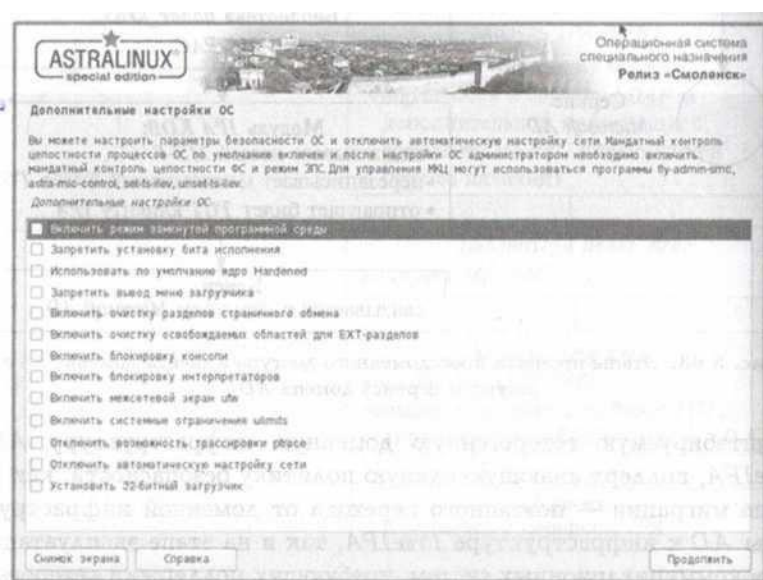 ASTRALINUX
special edition
Операционная система
специального назначения
Релиз «Смоленск»
Дополнительные настройки ОС
Вы можете настроить параметры безопасности ОС и отключить автоматическую настройку сети Мандатный контроль
целостности процессов ОС по умолчанию включен и после настройки ОС администратором необходимо включить
мандатный контроль целостности ФС и режим ЗПС Для управления МКЦ могут использоваться программы fly-admin-smc,
astra-mic-control, set-fs-ilev, unset-fs-ilev.
Дополнительные настройки ОС:
Включить режим замкнутой программной среды
Запретить установку бита исполнения
Использовать по умолчанию ядро Hardened
Запретить вывод меню загрузчика
Включить очистку разделов страничного обмена
Включить очистку освобождаемых областей для EXT-разделов
Включить блокировку консоли
Включить блокировку интерпретаторов
Включить межсетевой экран ufw
Включить системные ограничения ulimits
Отключить возможность трассировки ptrace
Отключить автоматическую настройку сети
Установить 32-битный загрузчик
Снимок экрана
Справка
Продолжить